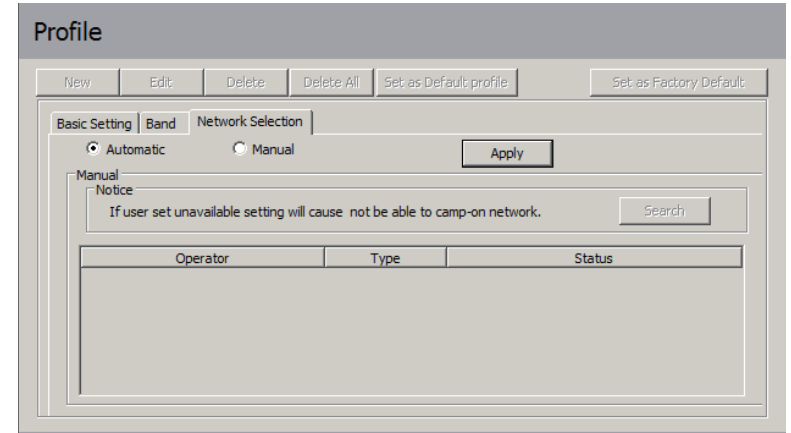 Profile
New Edit Delete Delete All Set as Default profile Set as Factory Default
Basic Setting Band Network Selection
Automatic Manual Apply
Manual
Notice
If user set unavailable setting will cause not be able to camp-on network. Search
Operator Type Status